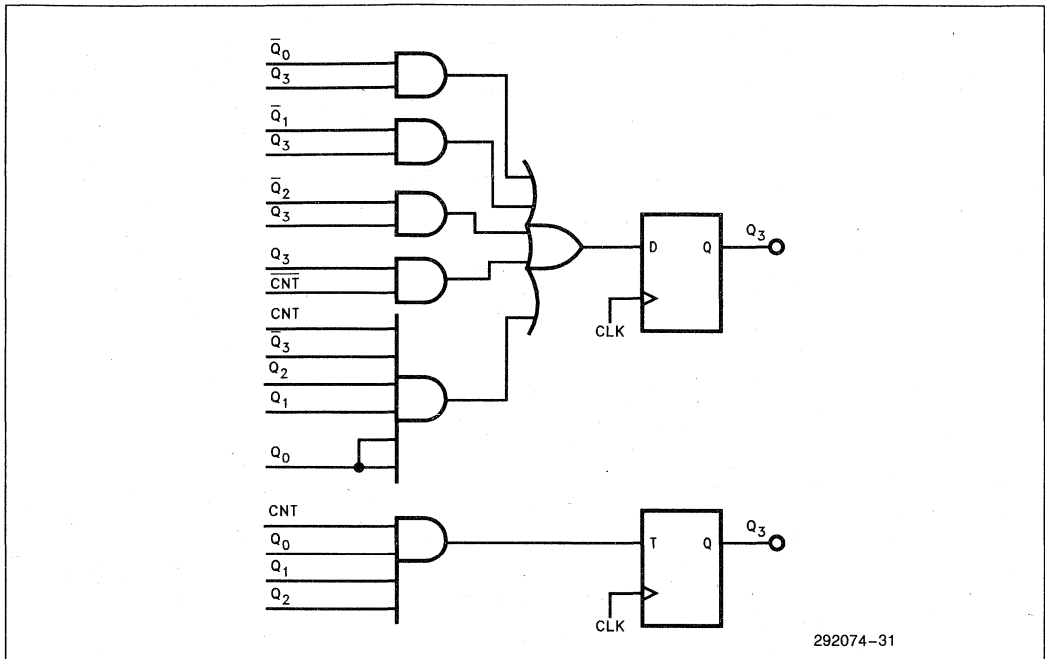 Q̅0
Q3
Q̅1
Q3
Q̅2
Q3
Q3
C̅N̅T̅
CNT
Q̅3
Q2
Q1
Q0
D Q
Q3
CLK
CNT
Q0
Q1
Q2
T Q
Q3
CLK
292074-31